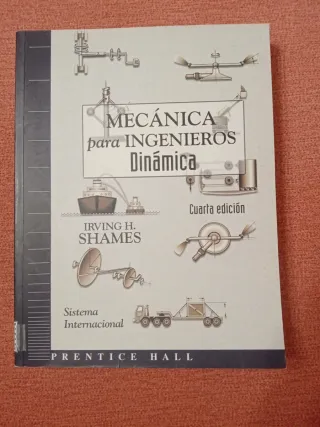 MECÁNICA
para INGENIEROS
Dinámica
Cuarta edición
IRVING H.
SHAMES
Sistema
Internacional
PRENTICE HALL